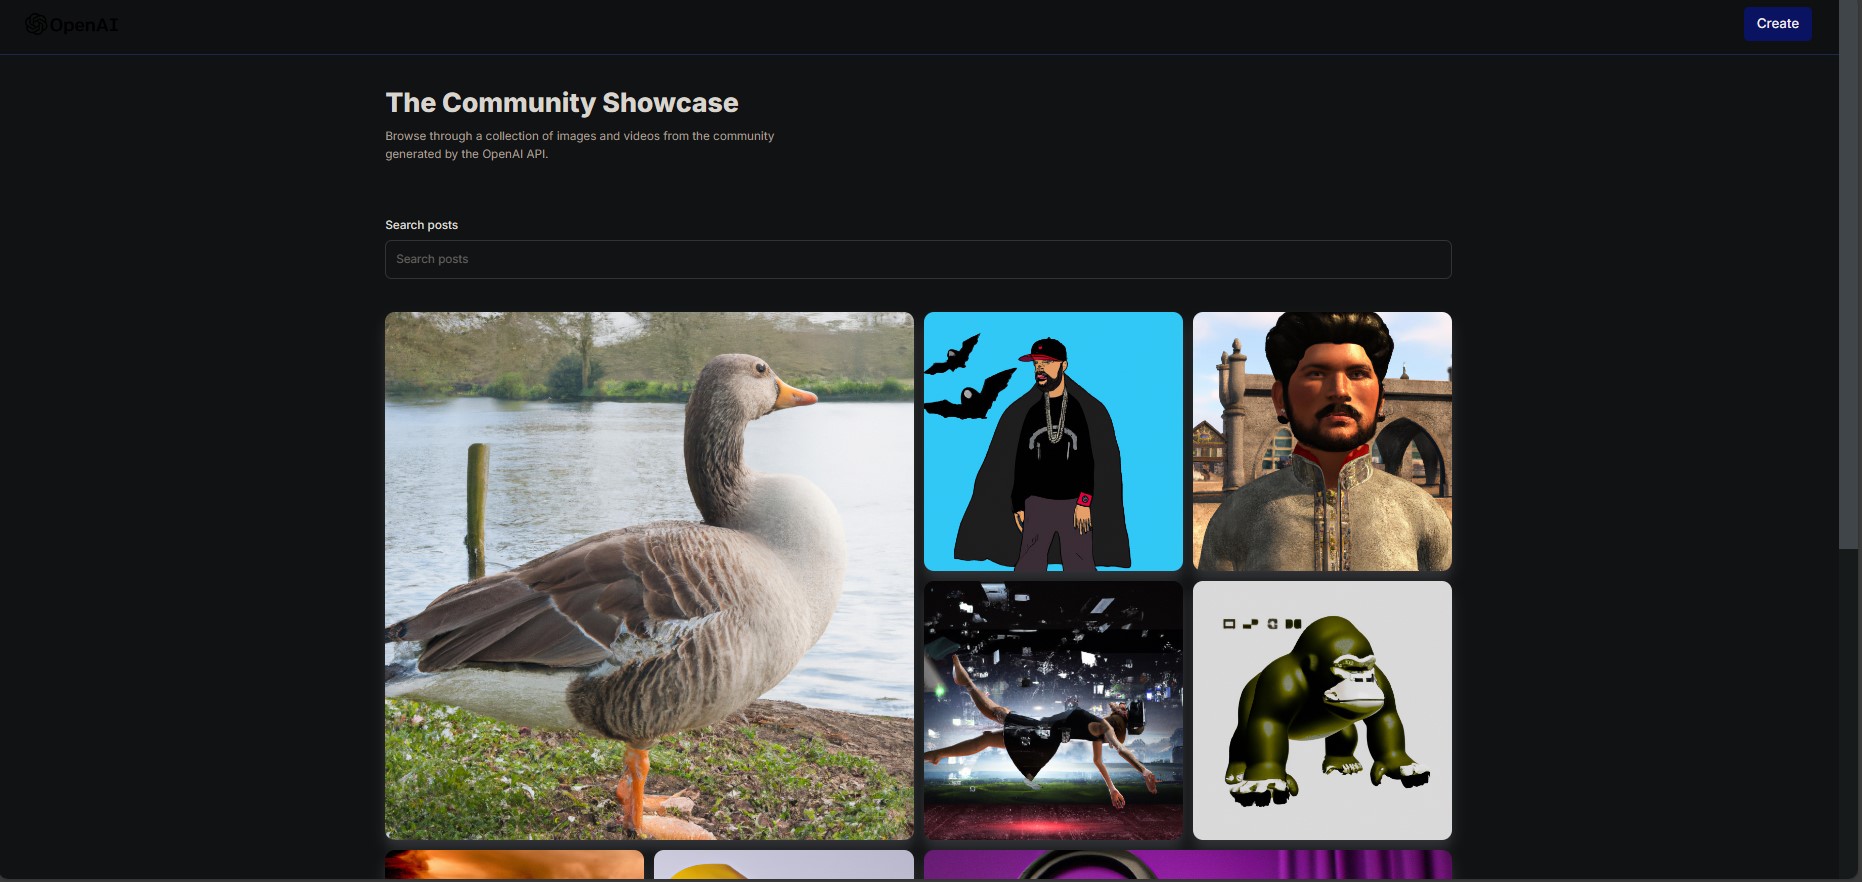 OpenAI
Create
The Community Showcase
Browse through a collection of images and videos from the community
generated by the OpenAI API.
Search posts
Search posts